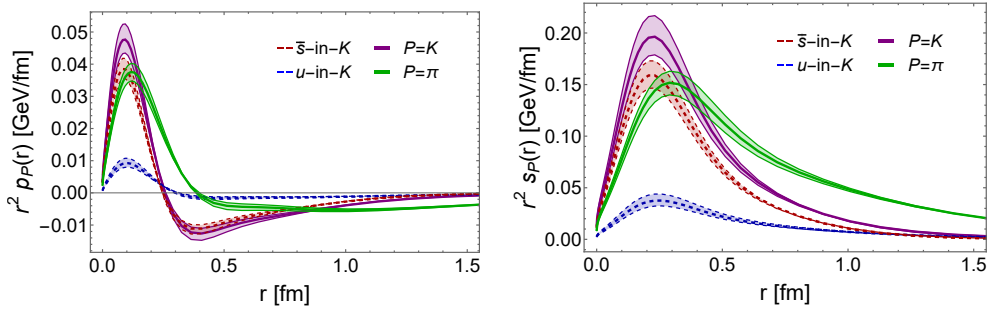 r² p_P(r) [GeV/fm]
0.05
0.04
0.03
0.02
0.01
0.00
-0.01
s̄-in-K
P=K
u-in-K
P=π
0.0 0.5 1.0 1.5
r [fm]
r² s_P(r) [GeV/fm]
0.20
0.15
0.10
0.05
0.00
s̄-in-K
P=K
u-in-K
P=π
0.0 0.5 1.0 1.5
r [fm]